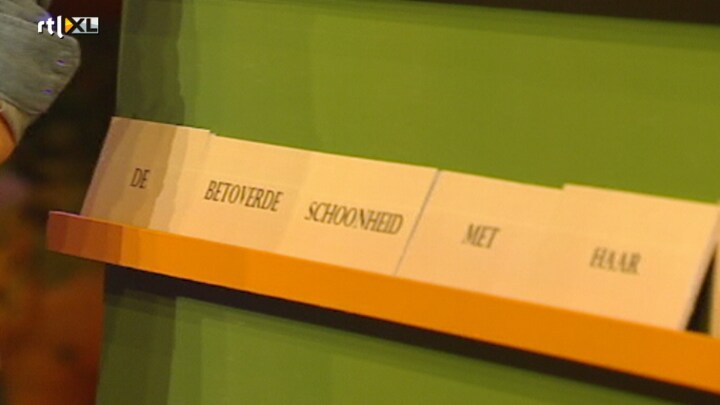 rtl XL
DE BETOVERDE SCHOONHEID MET HAAR